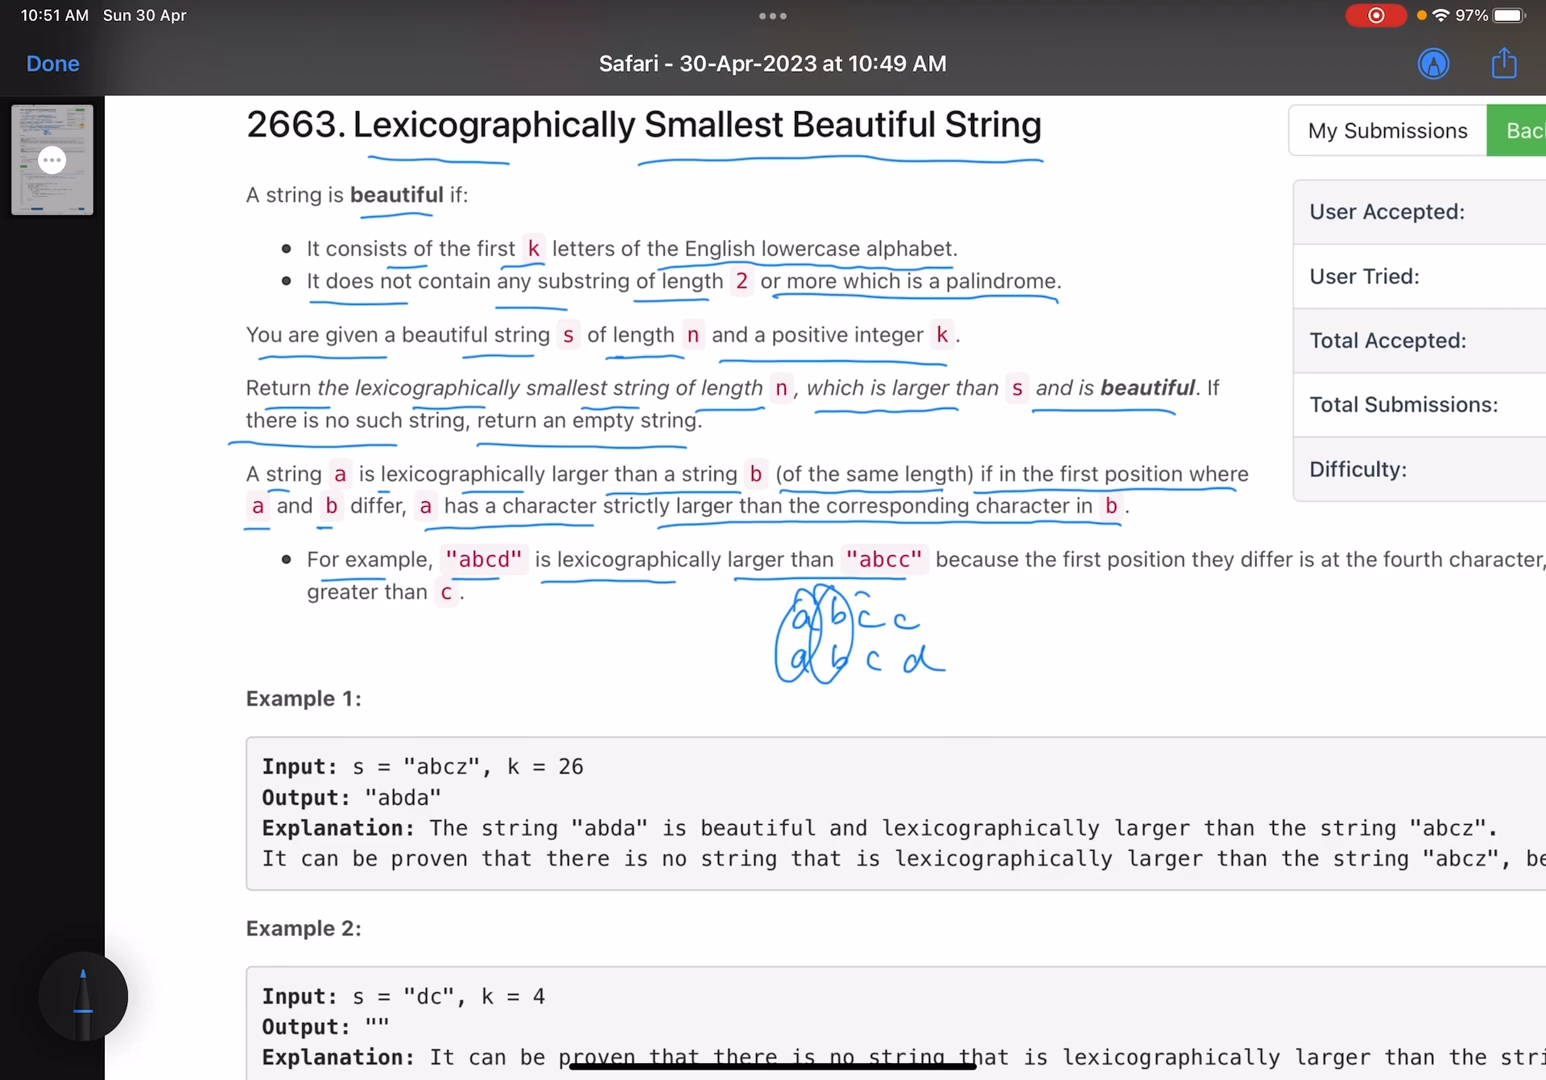 10:51 AM Sun 30 Apr
97%
Done
Safari - 30-Apr-2023 at 10:49 AM
2663. Lexicographically Smallest Beautiful String
My Submissions
Bac
A string is beautiful if:
User Accepted:
It consists of the first k letters of the English lowercase alphabet.
It does not contain any substring of length 2 or more which is a palindrome.
User Tried:
You are given a beautiful string s of length n and a positive integer k.
Total Accepted:
Return the lexicographically smallest string of length n, which is larger than s and is beautiful. If
there is no such string, return an empty string.
Total Submissions:
A string a is lexicographically larger than a string b (of the same length) if in the first position where
a and b differ, a has a character strictly larger than the corresponding character in b.
Difficulty:
For example, "abcd" is lexicographically larger than "abcc" because the first position they differ is at the fourth character,
greater than c.
a b c c
a b c d
Example 1:
Input: s = "abcz", k = 26
Output: "abda"
Explanation: The string "abda" is beautiful and lexicographically larger than the string "abcz".
It can be proven that there is no string that is lexicographically larger than the string "abcz", be
Example 2:
Input: s = "dc", k = 4
Output: ""
Explanation: It can be proven that there is no string that is lexicographically larger than the stri